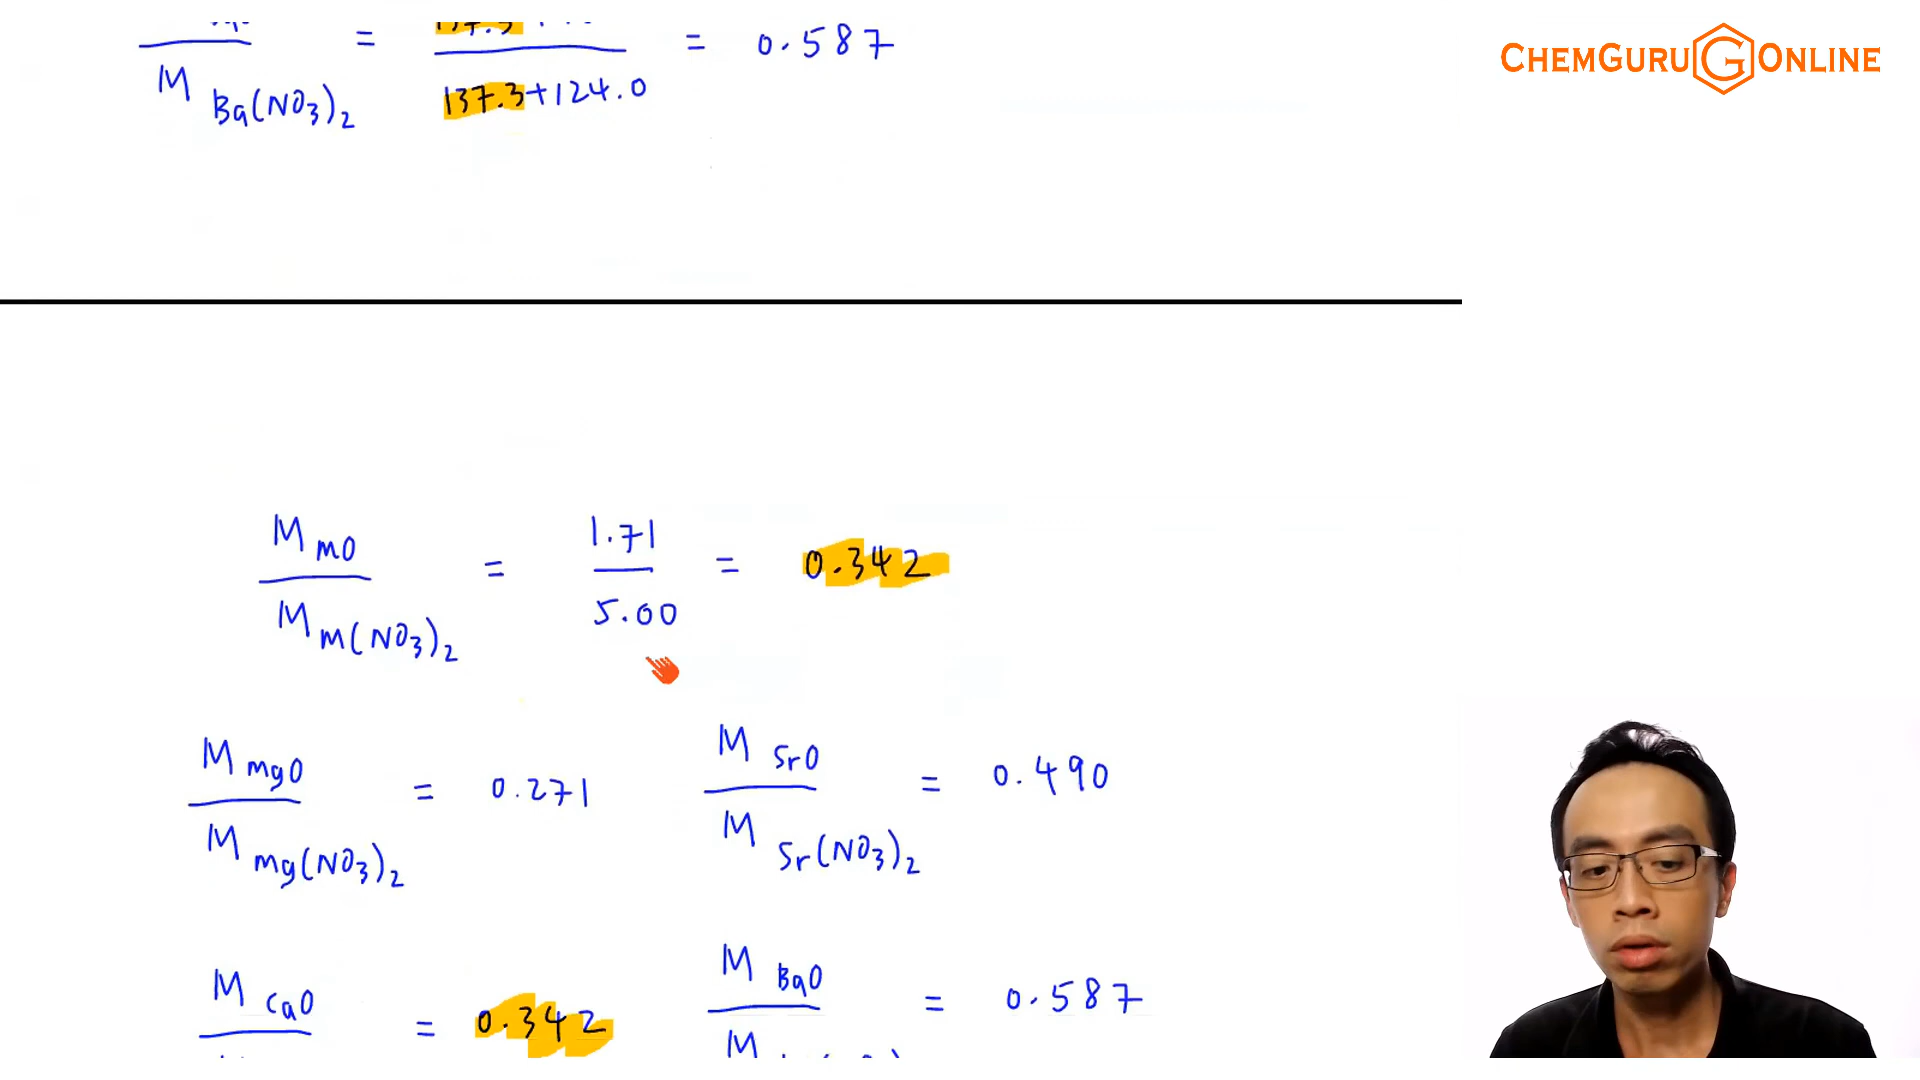 CHEMGURU G ONLINE
= = 0.587
M Ba(NO3)2 137.3+124.0
M MO = 1.71 = 0.342
M M(NO3)2 5.00
M MgO = 0.271 M SrO = 0.490
M Mg(NO3)2 M Sr(NO3)2
M CaO = 0.342 M BaO = 0.587
M